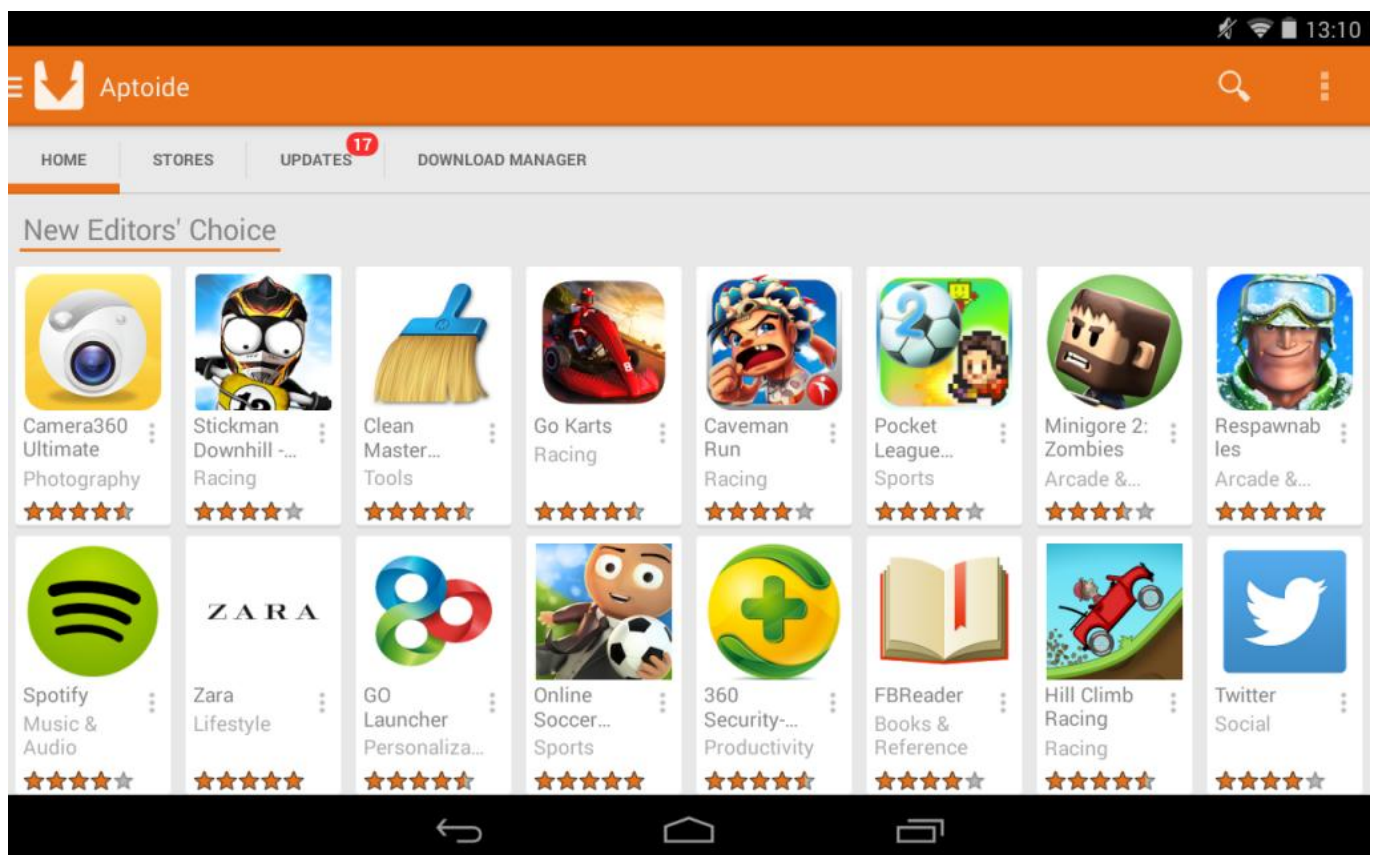 13:10
Aptoide
HOME STORES UPDATES 17 DOWNLOAD MANAGER
New Editors' Choice
Camera360
Ultimate
Photography
Stickman
Downhill -...
Racing
Clean
Master...
Tools
Go Karts
Racing
Caveman
Run
Racing
2
Pocket
League...
Sports
Minigore 2:
Zombies
Arcade &...
Respawnab
les
Arcade &...
Spotify
Music &
Audio
ZARA
Zara
Lifestyle
GO
Launcher
Personaliza...
Online
Soccer...
Sports
360
Security-...
Productivity
FBReader
Books &
Reference
Hill Climb
Racing
Racing
Twitter
Social